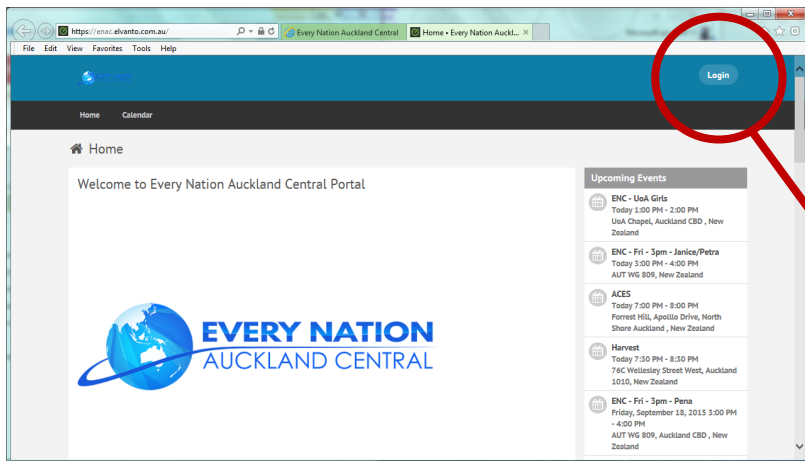 https://enac.elvanto.com.au/
Every Nation Auckland Central
Home • Every Nation Auckl...
File Edit View Favorites Tools Help
Login
Home Calendar
Home
Welcome to Every Nation Auckland Central Portal
EVERY NATION
AUCKLAND CENTRAL
Upcoming Events
ENC - UoA Girls
Today 1:00 PM - 2:00 PM
UoA Chapel, Auckland CBD , New
Zealand
ENC - Fri - 3pm - Janice/Petra
Today 3:00 PM - 4:00 PM
AUT WG 809, New Zealand
ACES
Today 7:00 PM - 8:00 PM
Forrest Hill, Apollio Drive, North
Shore Auckland , New Zealand
Harvest
Today 7:30 PM - 8:30 PM
76C Wellesley Street West, Auckland
1010, New Zealand
ENC - Fri - 3pm - Pena
Friday, September 18, 2015 3:00 PM
- 4:00 PM
AUT WG 809, Auckland CBD , New
Zealand